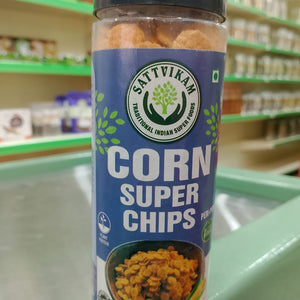 SATTVIKAM
TRADITIONAL INDIAN SUPER FOODS
CORN
SUPER
CHIPS